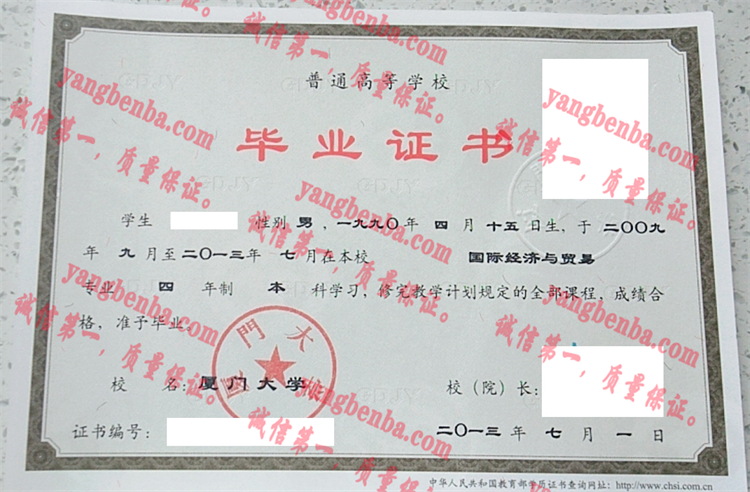 普通高等学校
毕业证书
学生 性别 男，一九九〇年 四 月 十五日生，于 二〇〇九
年 九 月至二〇一三年 七月在本校 国际经济与贸易
专业 四 年制 本 科学习，修完教学计划规定的全部课程，成绩合
格，准予毕业。
校 名：厦门大学 校（院）长：
证书编号： 二〇一三 年 七 月 一 日
中华人民共和国教育部学历证书查询网址：http://www.chsi.com.cn
yangbenba.com
诚信第一，质量保证。